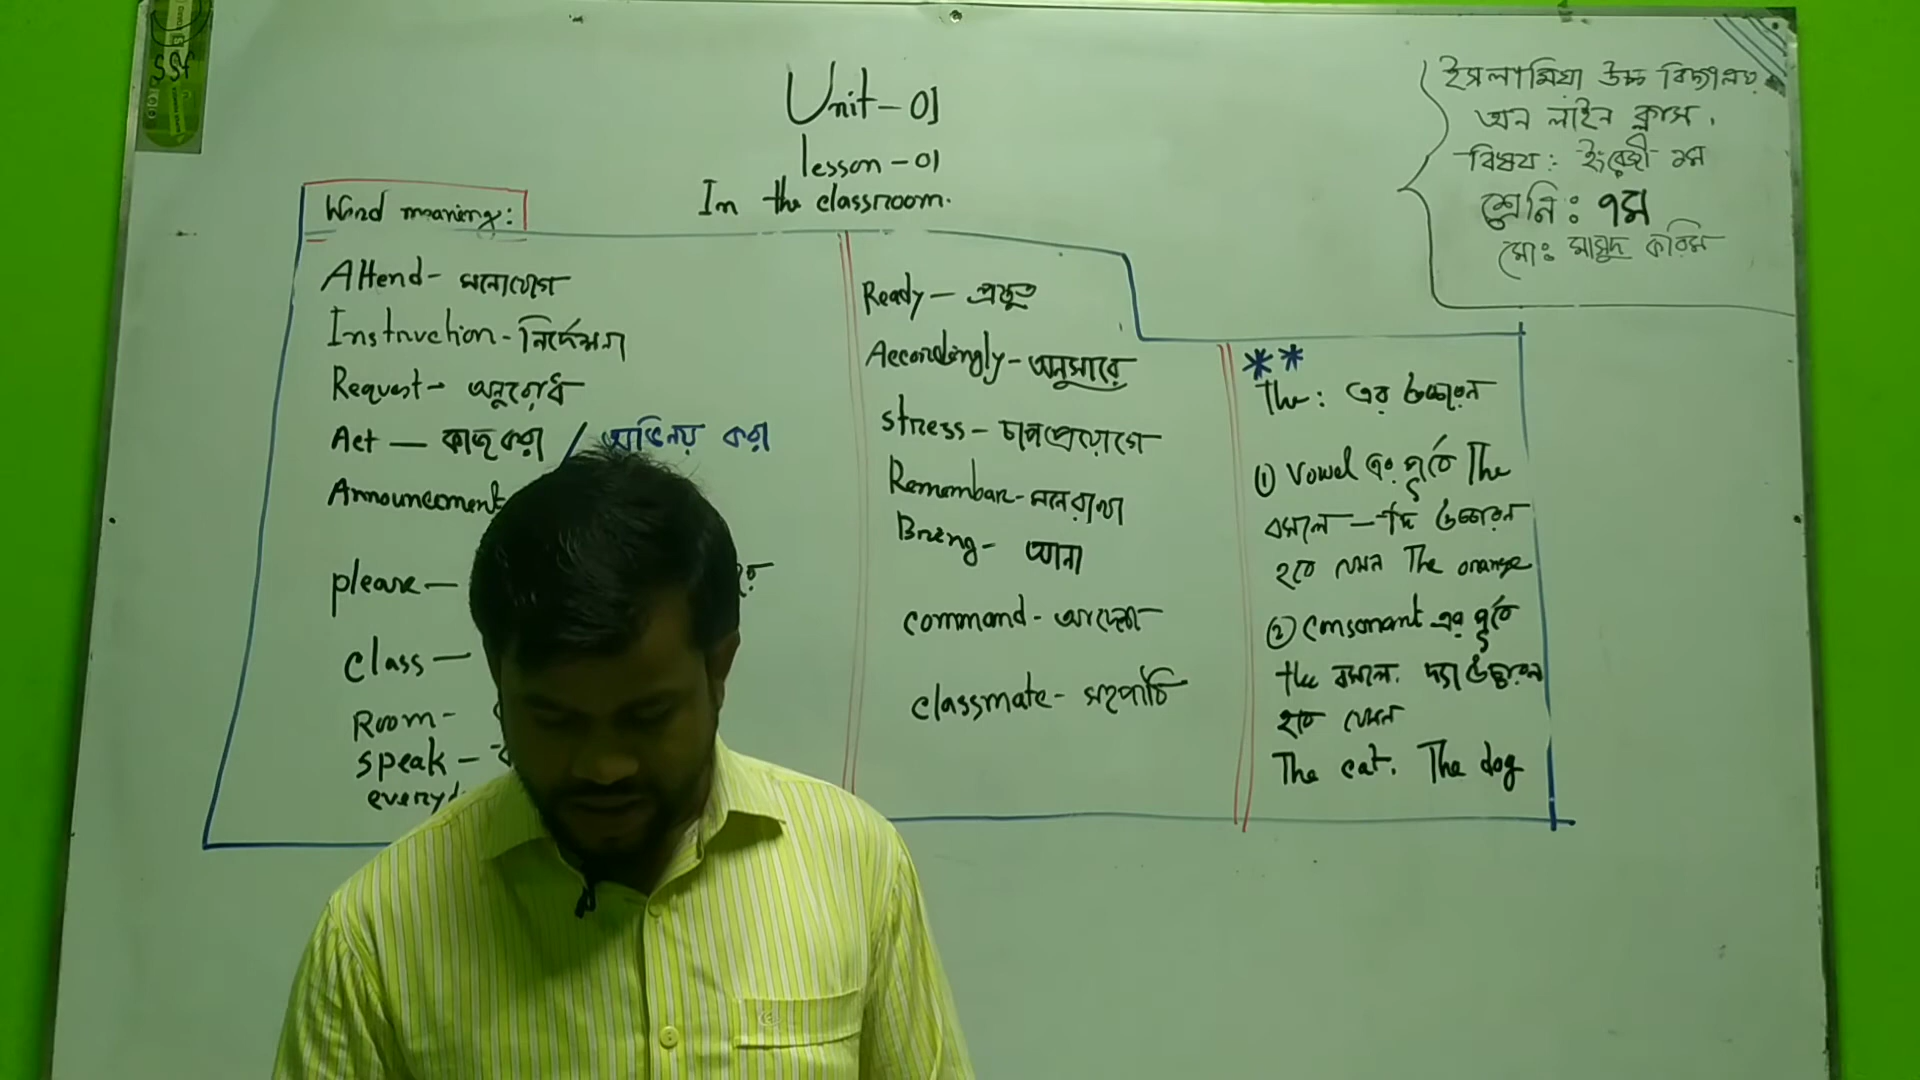 SSF
Unit-01
lesson-01
In the classroom.
ইসলামিয়া উচ্চ বিদ্যালয়
অন লাইন ক্লাস,
বিষয়: ইংরেজী ১ম
শ্রেনি: ৭ম
মো: মাসুদ করিম
Word meaning:
Attend- মনোযোগ
Instruction- নির্দেশনা
Request- অনুরোধ
Act — কাজ করা / অভিনয় করা
Announcement
please—
Class—
Room-
speak-
Ready- প্রস্তুত
Accordingly- অনুসারে
stress- চাপপ্রয়োগে
Remember- মনেরাখা
Bring- আনা
command- আদেশ
classmate- সহপাঠি
**
The: এর উচ্চারন
① Vowel এর পূর্বে The
বসলে - দি উচ্চারন
হবে যেমন The orange
② Consonant এর পূর্বে
the বসলে. দ্যা উচ্চারন
হবে যেমন
The cat. The dog